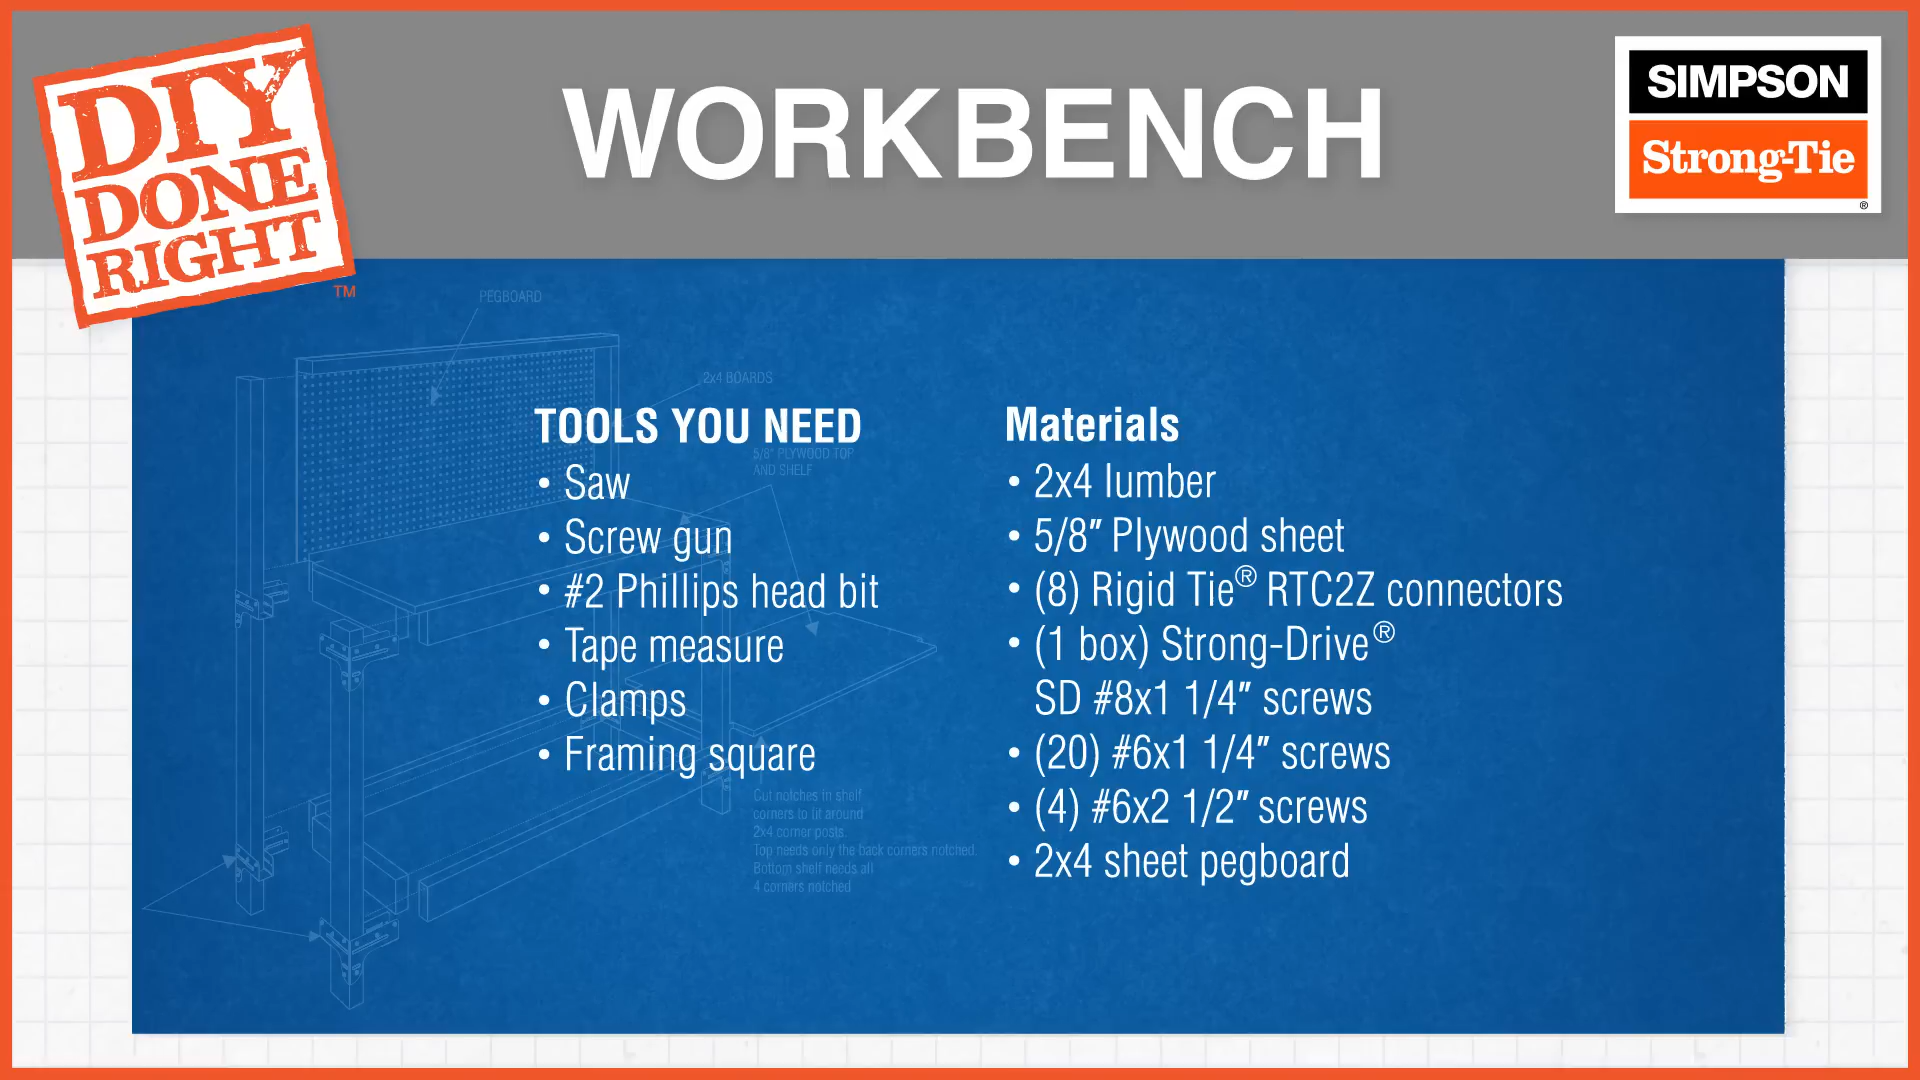 DIY
DONE
RIGHT
™
WORKBENCH
SIMPSON
Strong-Tie
®
PEGBOARD
2x4 BOARDS
5/8" PLYWOOD TOP
AND SHELF
TOOLS YOU NEED
• Saw
• Screw gun
• #2 Phillips head bit
• Tape measure
• Clamps
• Framing square
Cut notches in shelf
corners to fit around
2x4 corner posts.
Top needs only the back corners notched.
Bottom shelf needs all
4 corners notched
Materials
• 2x4 lumber
• 5/8" Plywood sheet
• (8) Rigid Tie® RTC2Z connectors
• (1 box) Strong-Drive®
SD #8x1 1/4" screws
• (20) #6x1 1/4" screws
• (4) #6x2 1/2" screws
• 2x4 sheet pegboard